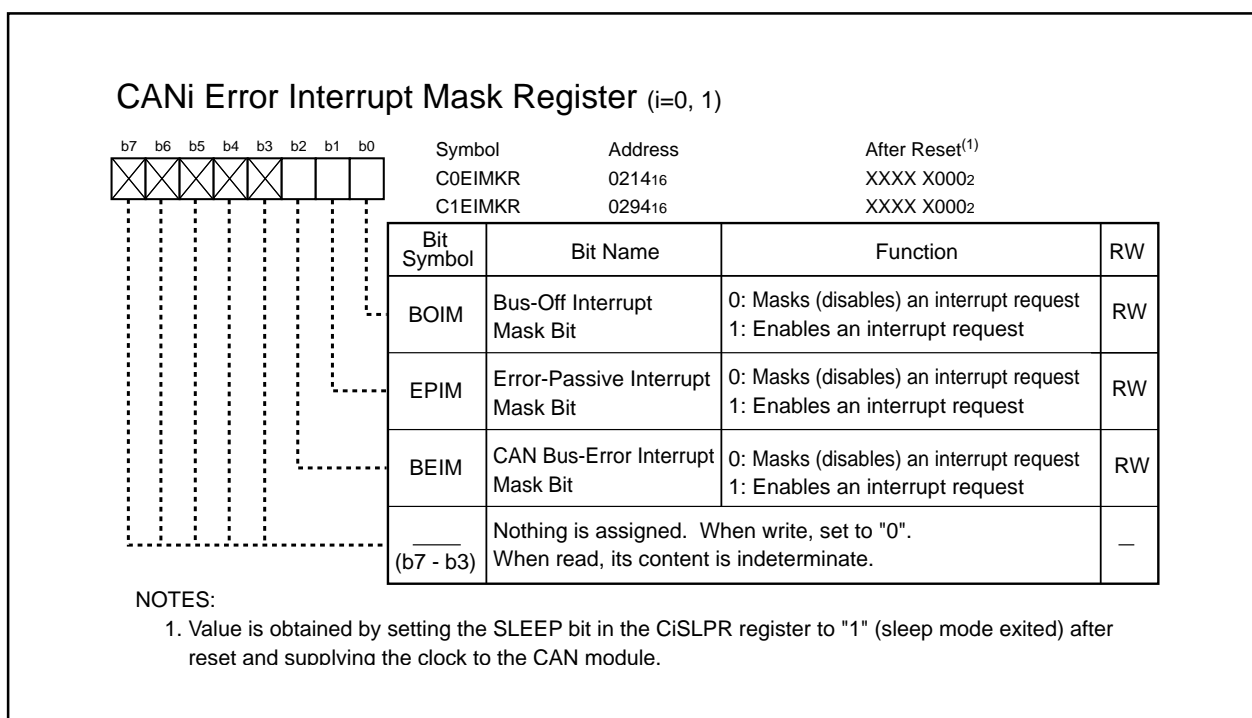 CANi Error Interrupt Mask Register (i=0, 1)
b7 b6 b5 b4 b3 b2 b1 b0
Symbol Address After Reset(1)
C0EIMKR 021416 XXXX X0002
C1EIMKR 029416 XXXX X0002
Bit Symbol Bit Name Function RW
BOIM Bus-Off Interrupt Mask Bit 0: Masks (disables) an interrupt request 1: Enables an interrupt request RW
EPIM Error-Passive Interrupt Mask Bit 0: Masks (disables) an interrupt request 1: Enables an interrupt request RW
BEIM CAN Bus-Error Interrupt Mask Bit 0: Masks (disables) an interrupt request 1: Enables an interrupt request RW
(b7 - b3) Nothing is assigned. When write, set to "0". When read, its content is indeterminate. —
NOTES:
1. Value is obtained by setting the SLEEP bit in the CiSLPR register to "1" (sleep mode exited) after
reset and supplying the clock to the CAN module.